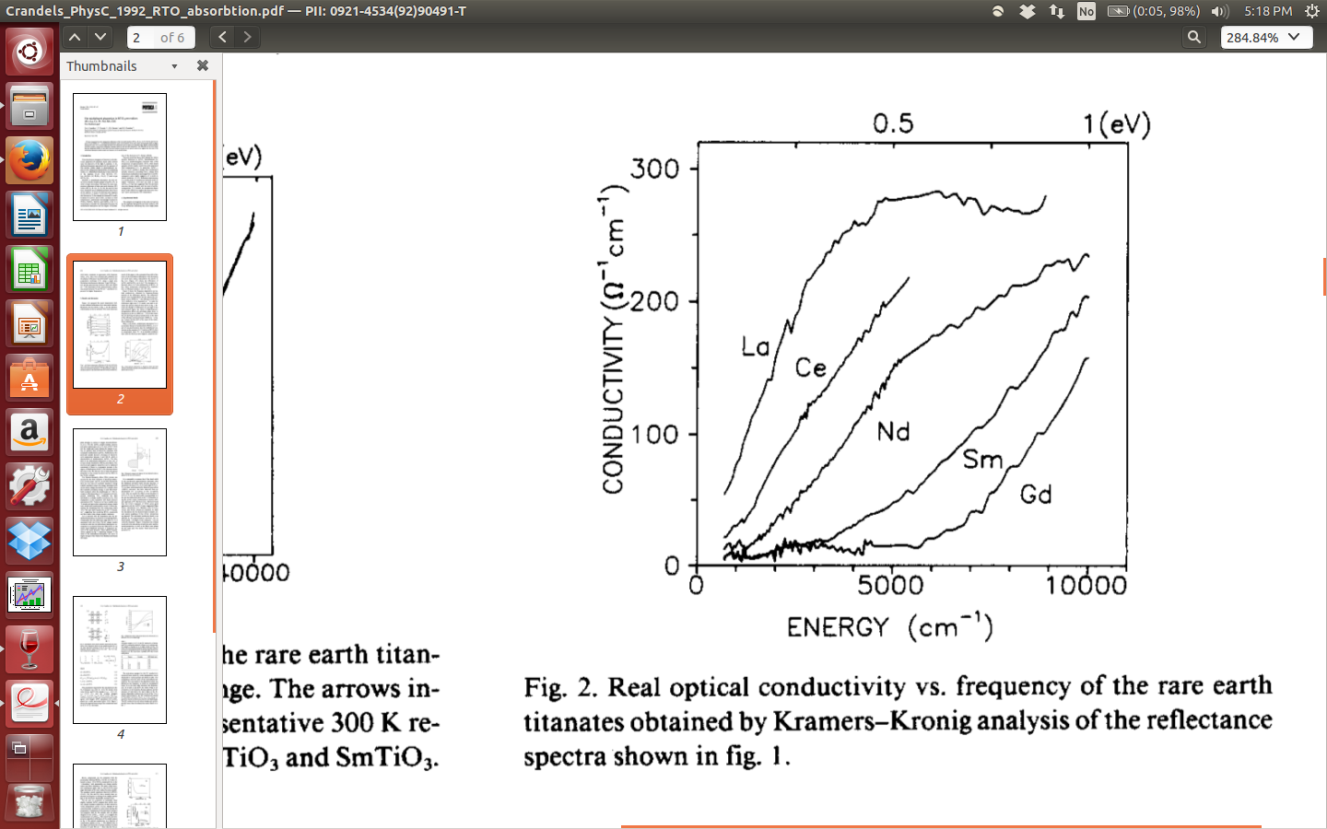 Crandels_PhysC_1992_RTO_absorbtion.pdf — PII: 0921-4534(92)90491-T
No (0:05, 98%) 5:18 PM
2 of 6 284.84%
Thumbnails
1
2
3
4
eV)
40000
he rare earth titan-
nge. The arrows in-
sentative 300 K re-
TiO₃ and SmTiO₃.
0.5 1(eV)
300
200
100
0
CONDUCTIVITY (Ω⁻¹cm⁻¹)
La
Ce
Nd
Sm
Gd
0 5000 10000
ENERGY (cm⁻¹)
Fig. 2. Real optical conductivity vs. frequency of the rare earth
titanates obtained by Kramers–Kronig analysis of the reflectance
spectra shown in fig. 1.